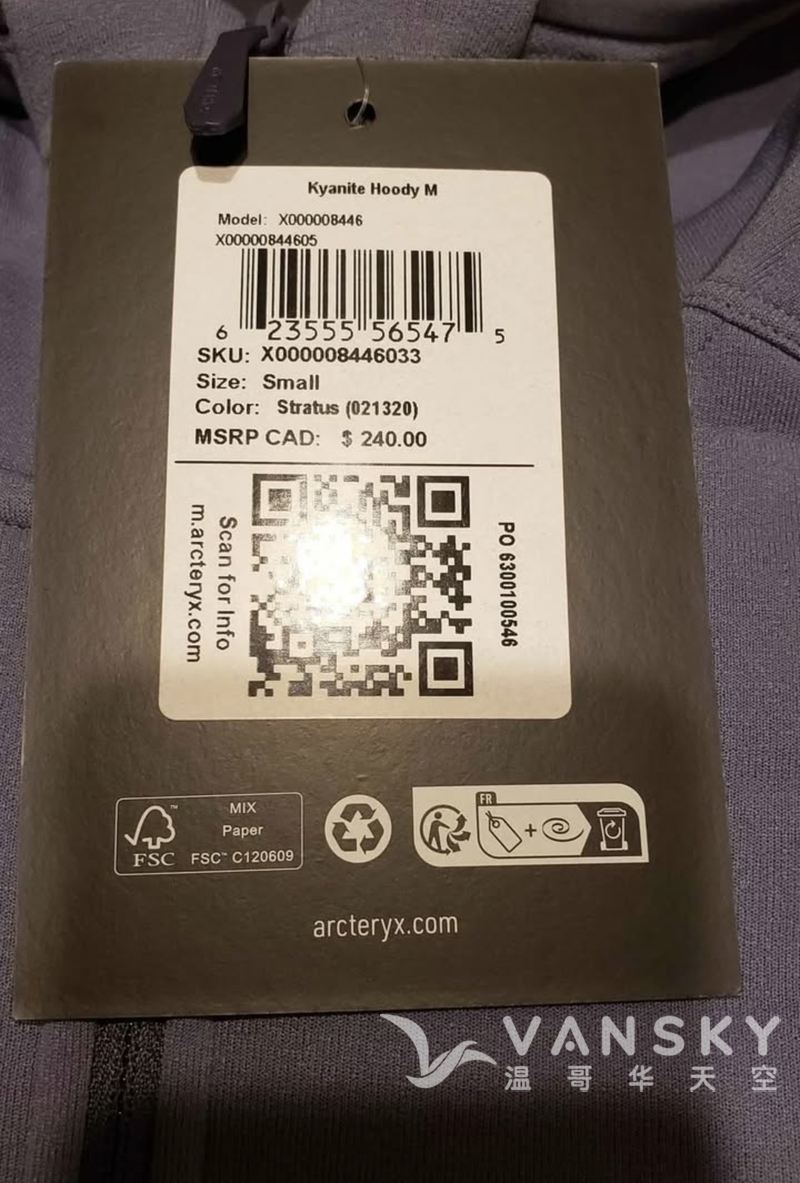 Kyanite Hoody M
Model: X000008446
X00000844605
6 23555 56547 5
SKU: X000008446033
Size: Small
Color: Stratus (021320)
MSRP CAD: $ 240.00
Scan for Info
m.arcteryx.com
PO 6300100546
FSC
MIX
Paper
FSC™ C120609
FR
arcteryx.com
VANSKY
温哥华天空